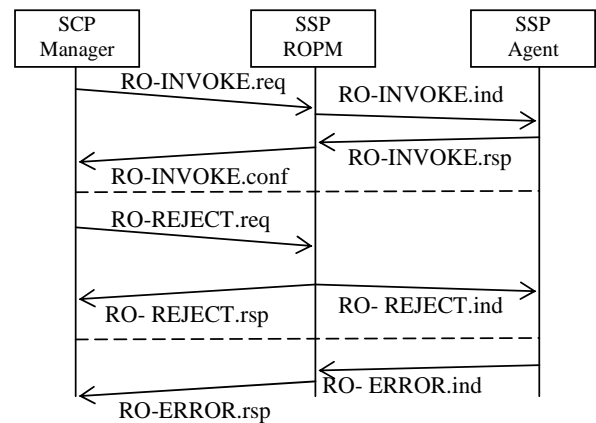 SCP
Manager
SSP
ROPM
SSP
Agent
RO-INVOKE.req
RO-INVOKE.ind
RO-INVOKE.rsp
RO-INVOKE.conf
RO-REJECT.req
RO- REJECT.rsp
RO- REJECT.ind
RO- ERROR.ind
RO-ERROR.rsp